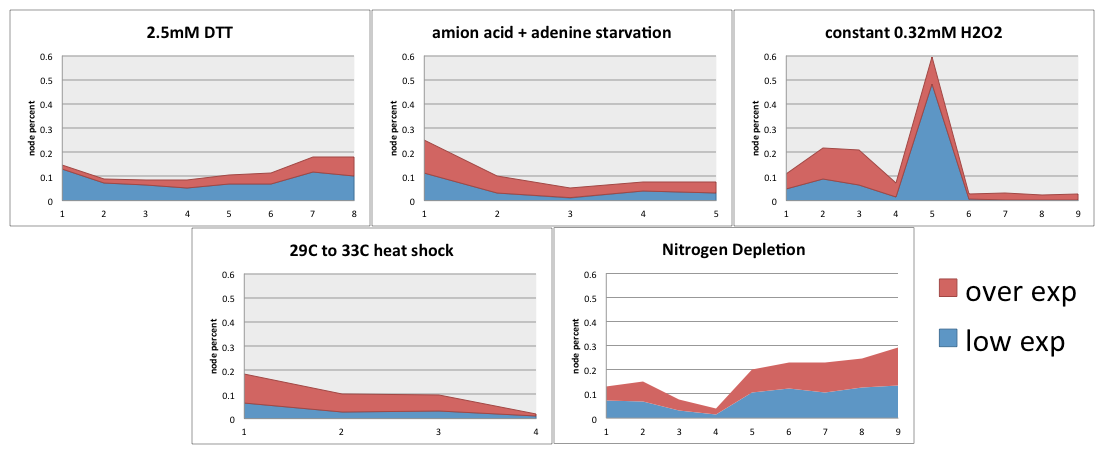 2.5mM DTT
node percent
0.6
0.5
0.4
0.3
0.2
0.1
0
1 2 3 4 5 6 7 8
amion acid + adenine starvation
node percent
0.6
0.5
0.4
0.3
0.2
0.1
0
1 2 3 4 5
constant 0.32mM H2O2
node percent
0.6
0.5
0.4
0.3
0.2
0.1
0
1 2 3 4 5 6 7 8 9
29C to 33C heat shock
node percent
0.6
0.5
0.4
0.3
0.2
0.1
0
1 2 3 4
Nitrogen Depletion
node percent
0.6
0.5
0.4
0.3
0.2
0.1
0
1 2 3 4 5 6 7 8 9
over exp
low exp